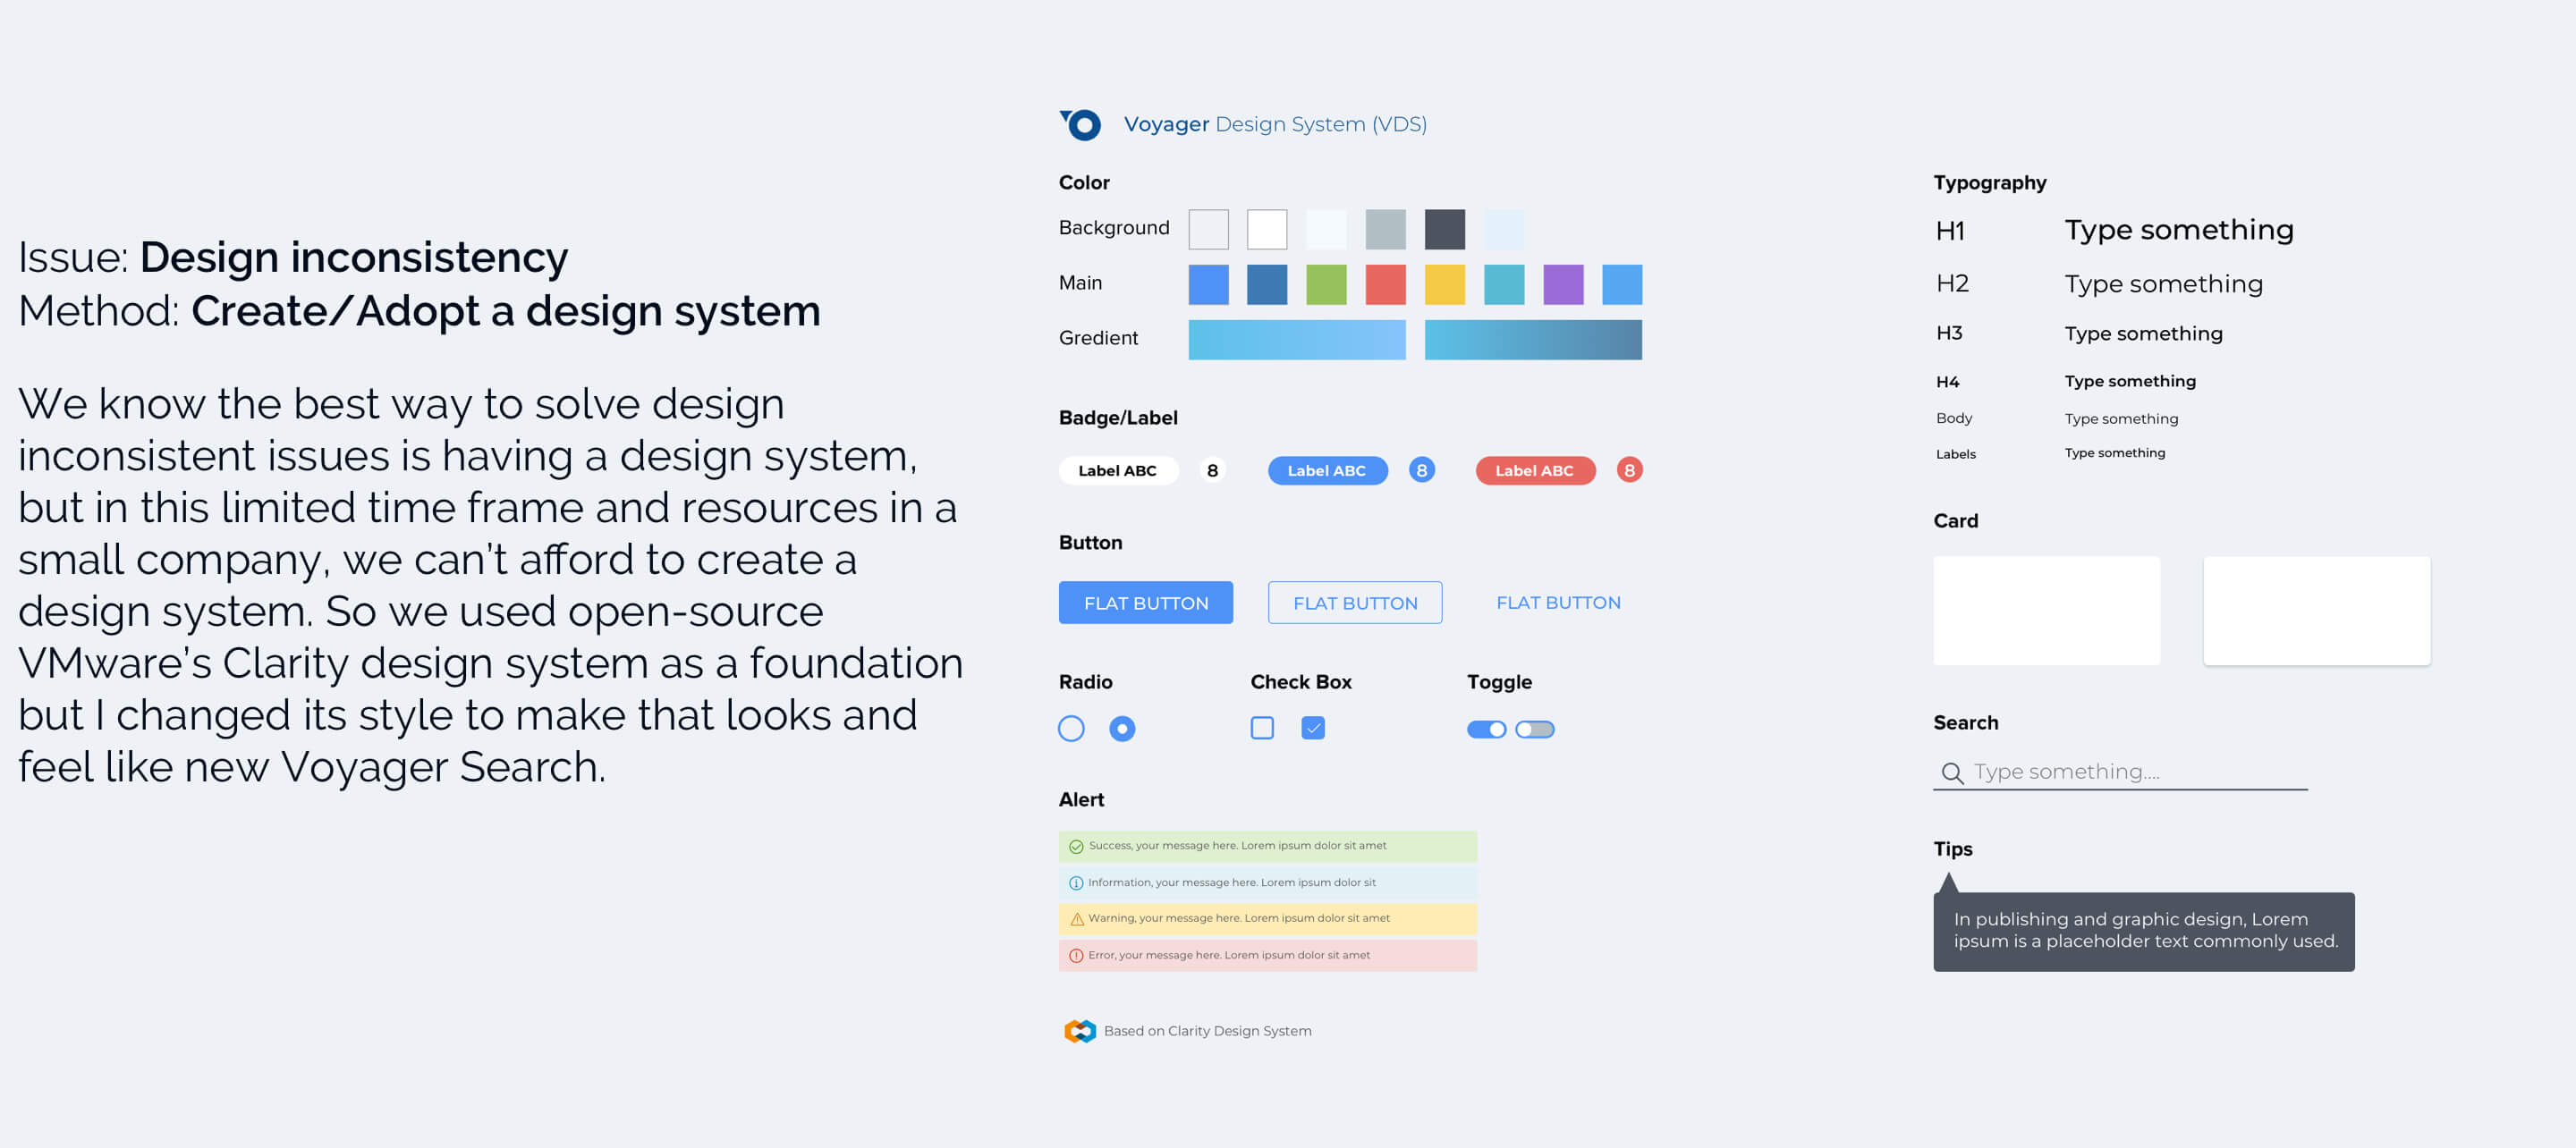 Issue: Design inconsistency
Method: Create/Adopt a design system
We know the best way to solve design
inconsistent issues is having a design system,
but in this limited time frame and resources in a
small company, we can’t afford to create a
design system. So we used open-source
VMware’s Clarity design system as a foundation
but I changed its style to make that looks and
feel like new Voyager Search.
Voyager Design System (VDS)
Color
Background
Main
Gredient
Badge/Label
Label ABC 8 Label ABC 8 Label ABC 8
Button
FLAT BUTTON FLAT BUTTON FLAT BUTTON
Radio Check Box Toggle
Alert
Success, your message here. Lorem ipsum dolor sit amet
Information, your message here. Lorem ipsum dolor sit
Warning, your message here. Lorem ipsum dolor sit amet
Error, your message here. Lorem ipsum dolor sit amet
Based on Clarity Design System
Typography
H1 Type something
H2 Type something
H3 Type something
H4 Type something
Body Type something
Labels Type something
Card
Search
Type something....
Tips
In publishing and graphic design, Lorem
ipsum is a placeholder text commonly used.